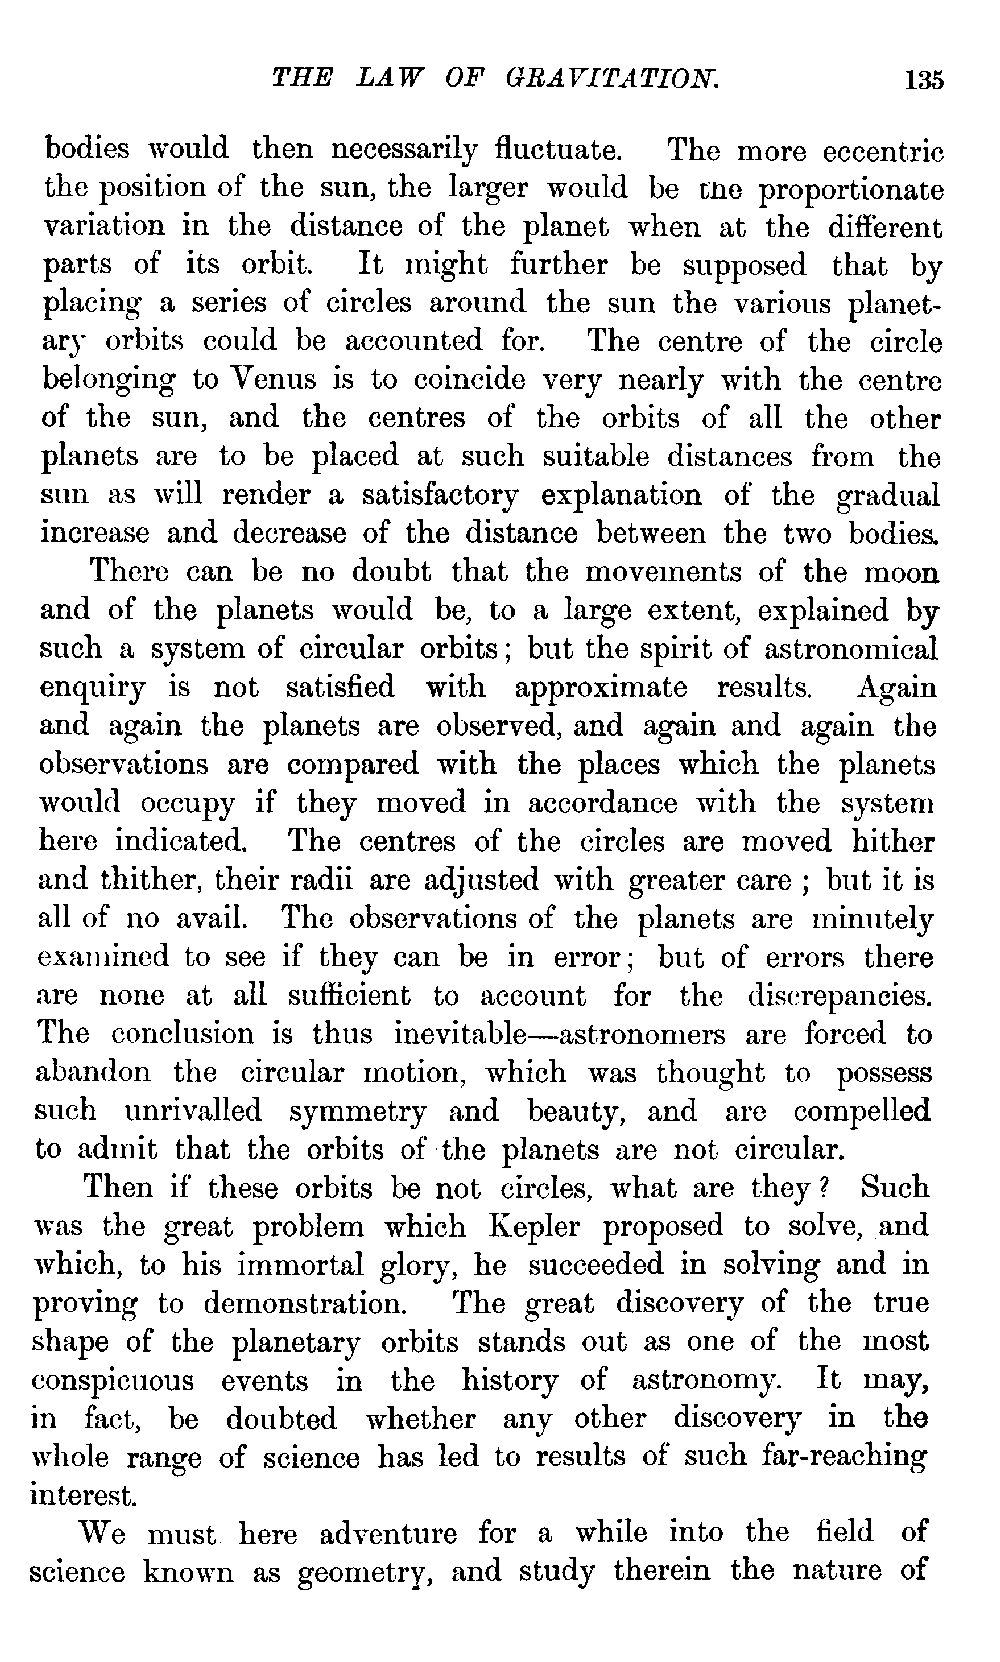 THE LAW OF GRAVITATION. 135
bodies would then necessarily fluctuate. The more eccentric
the position of the sun, the larger would be the proportionate
variation in the distance of the planet when at the different
parts of its orbit. It might further be supposed that by
placing a series of circles around the sun the various planet-
ary orbits could be accounted for. The centre of the circle
belonging to Venus is to coincide very nearly with the centre
of the sun, and the centres of the orbits of all the other
planets are to be placed at such suitable distances from the
sun as will render a satisfactory explanation of the gradual
increase and decrease of the distance between the two bodies.
There can be no doubt that the movements of the moon
and of the planets would be, to a large extent, explained by
such a system of circular orbits; but the spirit of astronomical
enquiry is not satisfied with approximate results. Again
and again the planets are observed, and again and again the
observations are compared with the places which the planets
would occupy if they moved in accordance with the system
here indicated. The centres of the circles are moved hither
and thither, their radii are adjusted with greater care; but it is
all of no avail. The observations of the planets are minutely
examined to see if they can be in error; but of errors there
are none at all sufficient to account for the discrepancies.
The conclusion is thus inevitable—astronomers are forced to
abandon the circular motion, which was thought to possess
such unrivalled symmetry and beauty, and are compelled
to admit that the orbits of the planets are not circular.
Then if these orbits be not circles, what are they? Such
was the great problem which Kepler proposed to solve, and
which, to his immortal glory, he succeeded in solving and in
proving to demonstration. The great discovery of the true
shape of the planetary orbits stands out as one of the most
conspicuous events in the history of astronomy. It may,
in fact, be doubted whether any other discovery in the
whole range of science has led to results of such far-reaching
interest.
We must here adventure for a while into the field of
science known as geometry, and study therein the nature of